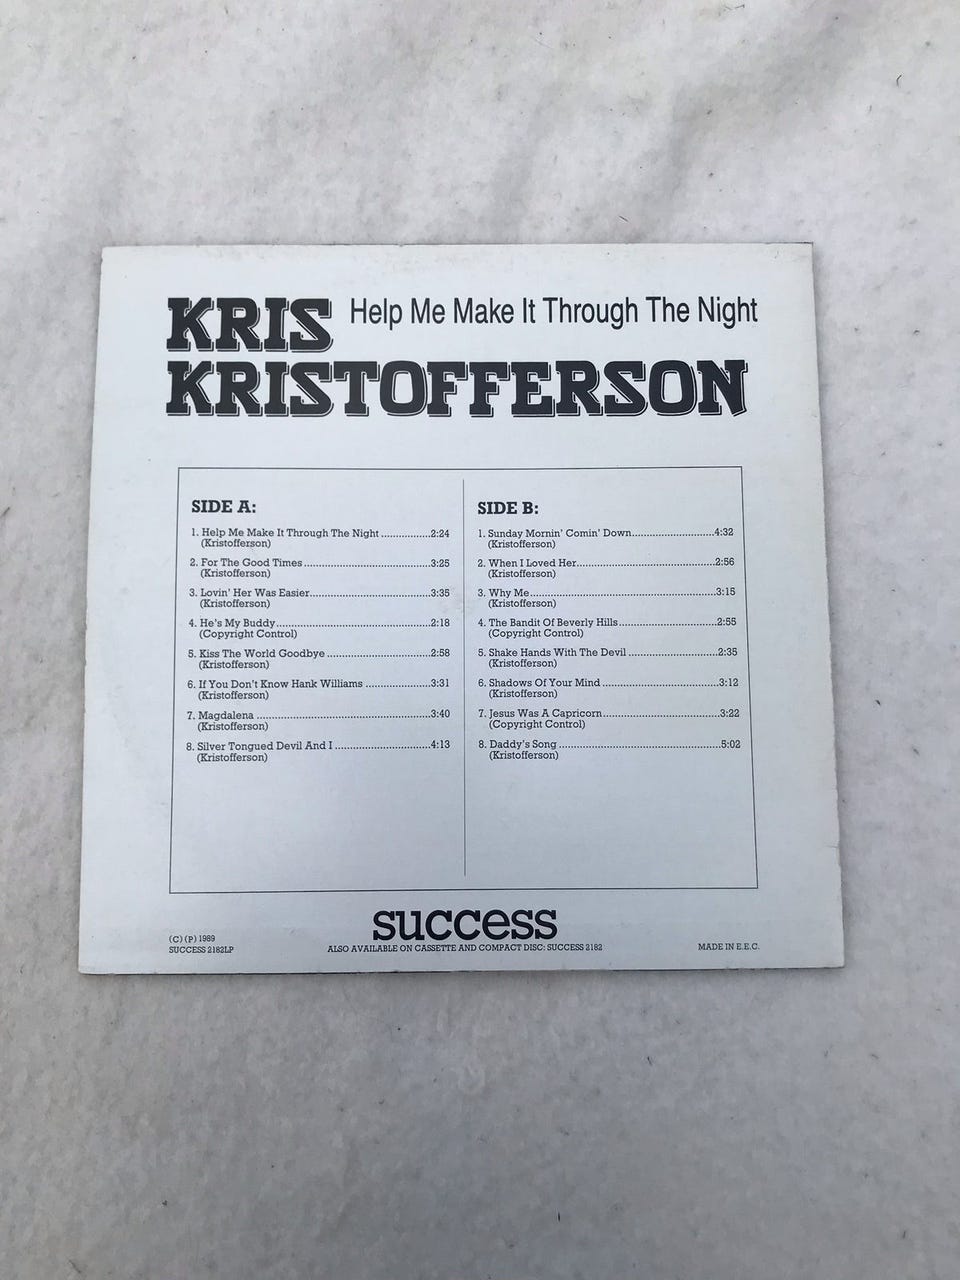 KRIS Help Me Make It Through The Night
KRISTOFFERSON
SIDE A:
1. Help Me Make It Through The Night.................2:24
(Kristofferson)
2. For The Good Times............................................3:25
(Kristofferson)
3. Lovin' Her Was Easier..........................................3:35
(Kristofferson)
4. He's My Buddy.....................................................2:18
(Copyright Control)
5. Kiss The World Goodbye....................................2:58
(Kristofferson)
6. If You Don't Know Hank Williams.......................3:31
(Kristofferson)
7. Magdalena............................................................3:40
(Kristofferson)
8. Silver Tongued Devil And I.................................4:13
(Kristofferson)
SIDE B:
1. Sunday Mornin' Comin' Down............................4:32
(Kristofferson)
2. When I Loved Her................................................2:56
(Kristofferson)
3. Why Me................................................................3:15
(Kristofferson)
4. The Bandit Of Beverly Hills.................................2:55
(Copyright Control)
5. Shake Hands With The Devil...............................2:35
(Kristofferson)
6. Shadows Of Your Mind........................................3:12
(Kristofferson)
7. Jesus Was A Capricorn........................................3:22
(Copyright Control)
8. Daddy's Song.......................................................5:02
(Kristofferson)
success
(C) (P) 1989
SUCCESS 2182LP
ALSO AVAILABLE ON CASSETTE AND COMPACT DISC: SUCCESS 2182
MADE IN E.E.C.